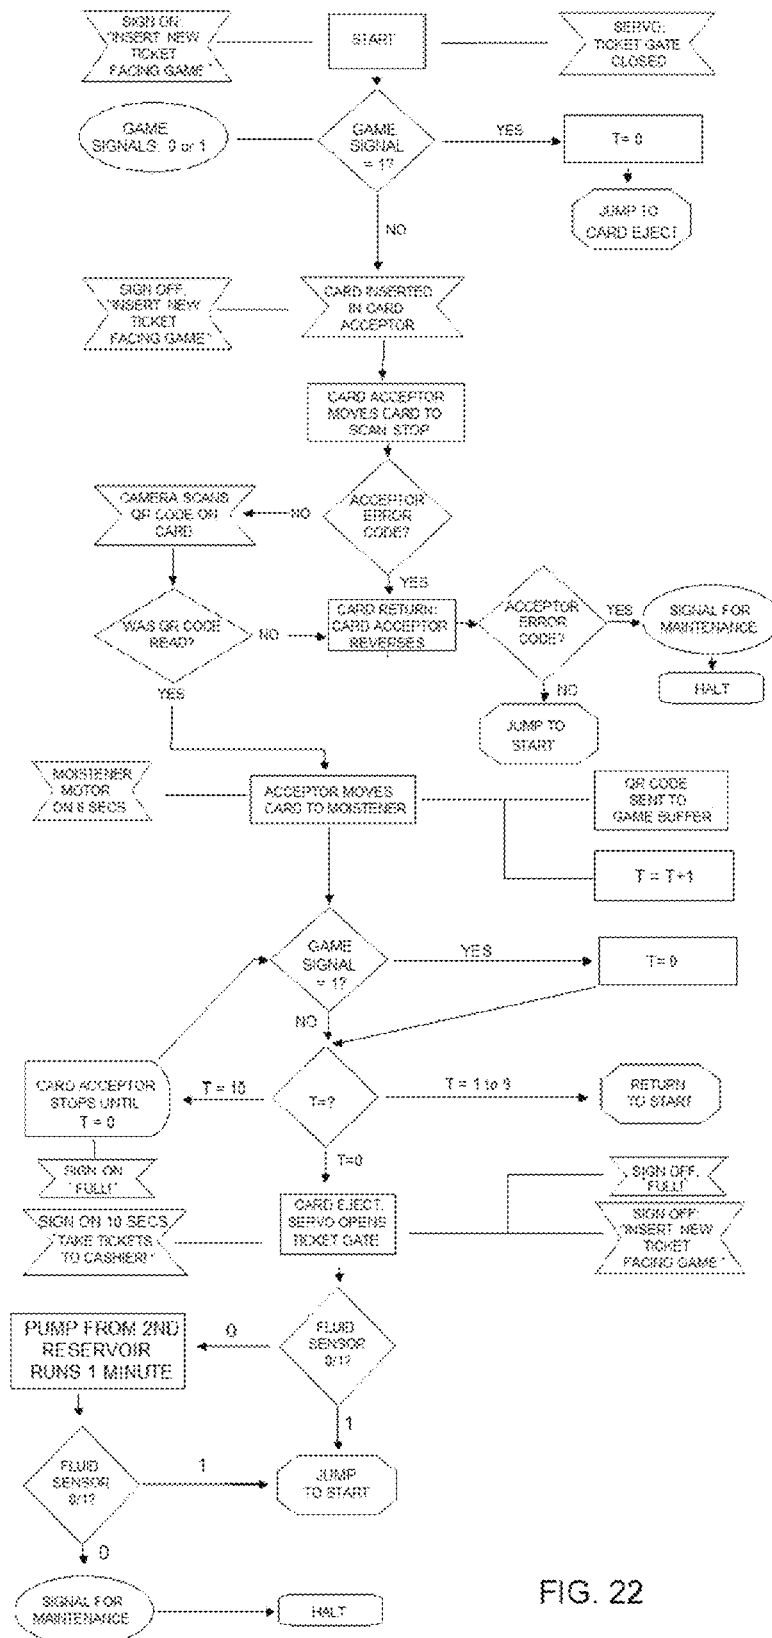 SIGN ON:
"INSERT NEW
TICKET
FACING GAME"
START
SERVO:
TICKET GATE
CLOSED
GAME
SIGNALS: 0 or 1
GAME
SIGNAL
= 1?
YES
T= 0
JUMP TO
CARD EJECT
NO
SIGN OFF:
"INSERT NEW
TICKET
FACING GAME"
CARD INSERTED
IN CARD
ACCEPTOR
CARD ACCEPTOR
MOVES CARD TO
SCAN STOP
CAMERA SCANS
QR CODE ON
CARD
NO
ACCEPTOR
ERROR
CODE?
YES
WAS QR CODE
READ?
NO
CARD RETURN:
CARD ACCEPTOR
REVERSES
ACCEPTOR
ERROR
CODE?
YES
SIGNAL FOR
MAINTENANCE
HALT
NO
JUMP TO
START
YES
MOISTENER
MOTOR
ON 8 SECS
ACCEPTOR MOVES
CARD TO MOISTENER
QR CODE
SENT TO
GAME BUFFER
T = T+1
GAME
SIGNAL
= 1?
YES
T= 0
NO
CARD ACCEPTOR
STOPS UNTIL
T = 0
T = 10
T=?
T = 1 to 9
RETURN
TO START
SIGN ON
"FULL!"
T=0
SIGN ON 10 SECS
"TAKE TICKETS
TO CASHIER!"
CARD EJECT:
SERVO OPENS
TICKET GATE
SIGN OFF:
"FULL!"
SIGN OFF:
"INSERT NEW
TICKET
FACING GAME"
PUMP FROM 2ND
RESERVOIR
RUNS 1 MINUTE
0
FLUID
SENSOR
0/1?
1
FLUID
SENSOR
0/1?
1
JUMP
TO START
0
SIGNAL FOR
MAINTENANCE
HALT
FIG. 22